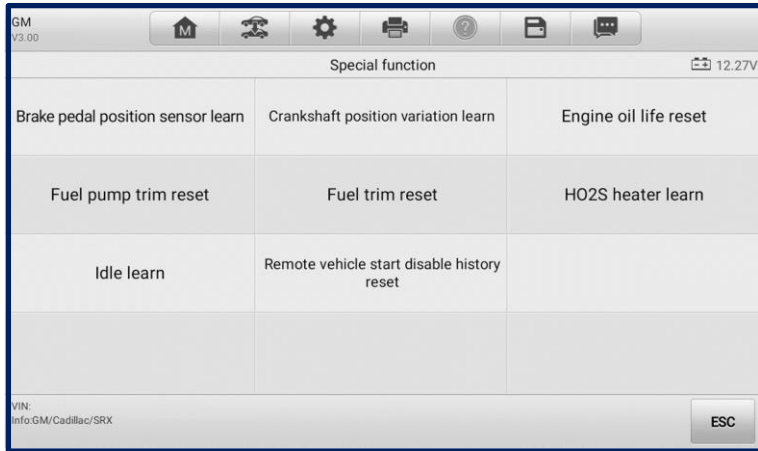 GM
V3.00
M
?
Special function
12.27V
Brake pedal position sensor learn
Crankshaft position variation learn
Engine oil life reset
Fuel pump trim reset
Fuel trim reset
HO2S heater learn
Idle learn
Remote vehicle start disable history
reset
VIN:
Info:GM/Cadillac/SRX
ESC